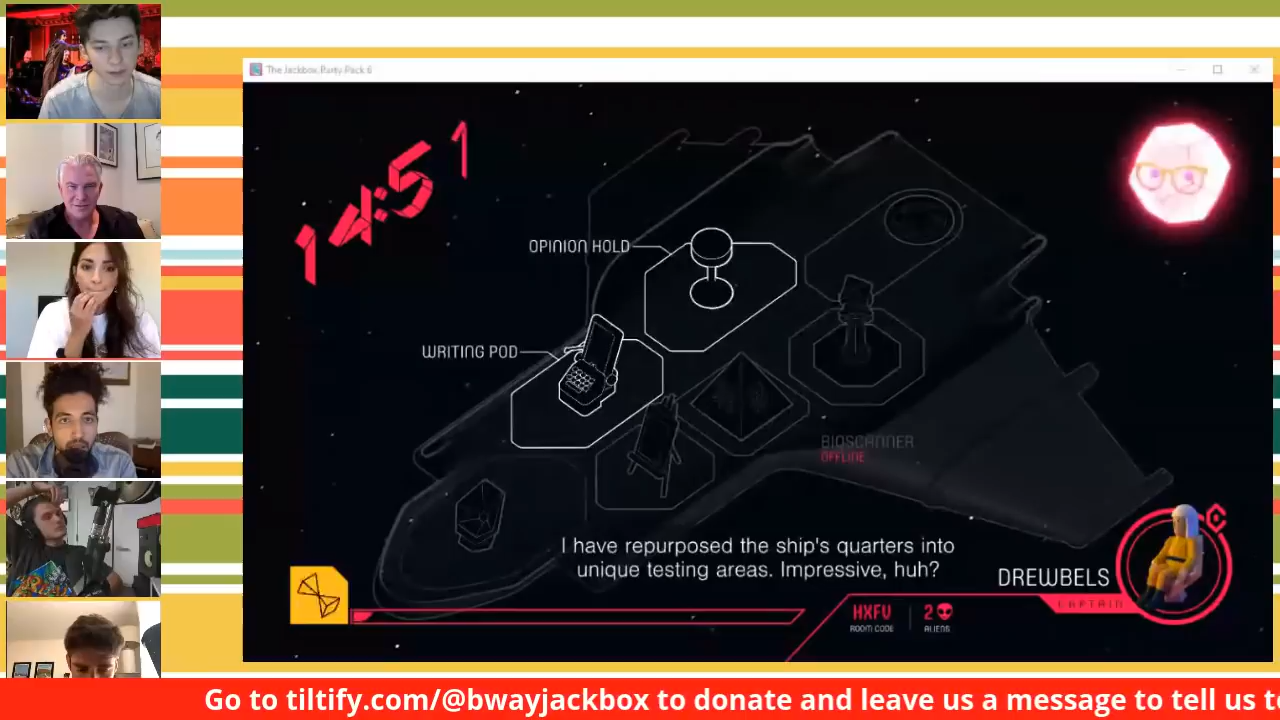 The Jackbox Party Pack 6
14:51
OPINION HOLD
WRITING POD
BIOSCANNER
OFFLINE
I have repurposed the ship's quarters into
unique testing areas. Impressive, huh?
DREWBELS
CAPTAIN
HXFU
ROOM CODE
2
ALIENS
Go to tiltify.com/@bwayjackbox to donate and leave us a message to tell us to